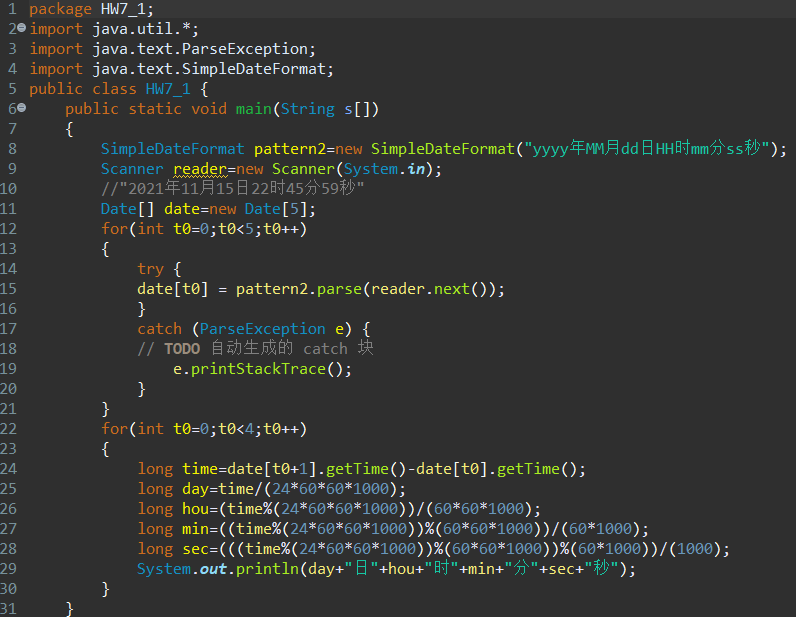 1 package HW7_1;
2 import java.util.*;
3 import java.text.ParseException;
4 import java.text.SimpleDateFormat;
5 public class HW7_1 {
6     public static void main(String s[])
7     {
8         SimpleDateFormat pattern2=new SimpleDateFormat("yyyy年MM月dd日HH时mm分ss秒");
9         Scanner reader=new Scanner(System.in);
10         //"2021年11月15日22时45分59秒"
11         Date[] date=new Date[5];
12         for(int t0=0;t0<5;t0++)
13         {
14             try {
15             date[t0] = pattern2.parse(reader.next());
16             }
17             catch (ParseException e) {
18             // TODO 自动生成的 catch 块
19                 e.printStackTrace();
20             }
21         }
22         for(int t0=0;t0<4;t0++)
23         {
24             long time=date[t0+1].getTime()-date[t0].getTime();
25             long day=time/(24*60*60*1000);
26             long hou=(time%(24*60*60*1000))/(60*60*1000);
27             long min=((time%(24*60*60*1000))%(60*60*1000))/(60*1000);
28             long sec=(((time%(24*60*60*1000))%(60*60*1000))%(60*1000))/(1000);
29             System.out.println(day+"日"+hou+"时"+min+"分"+sec+"秒");
30         }
31     }